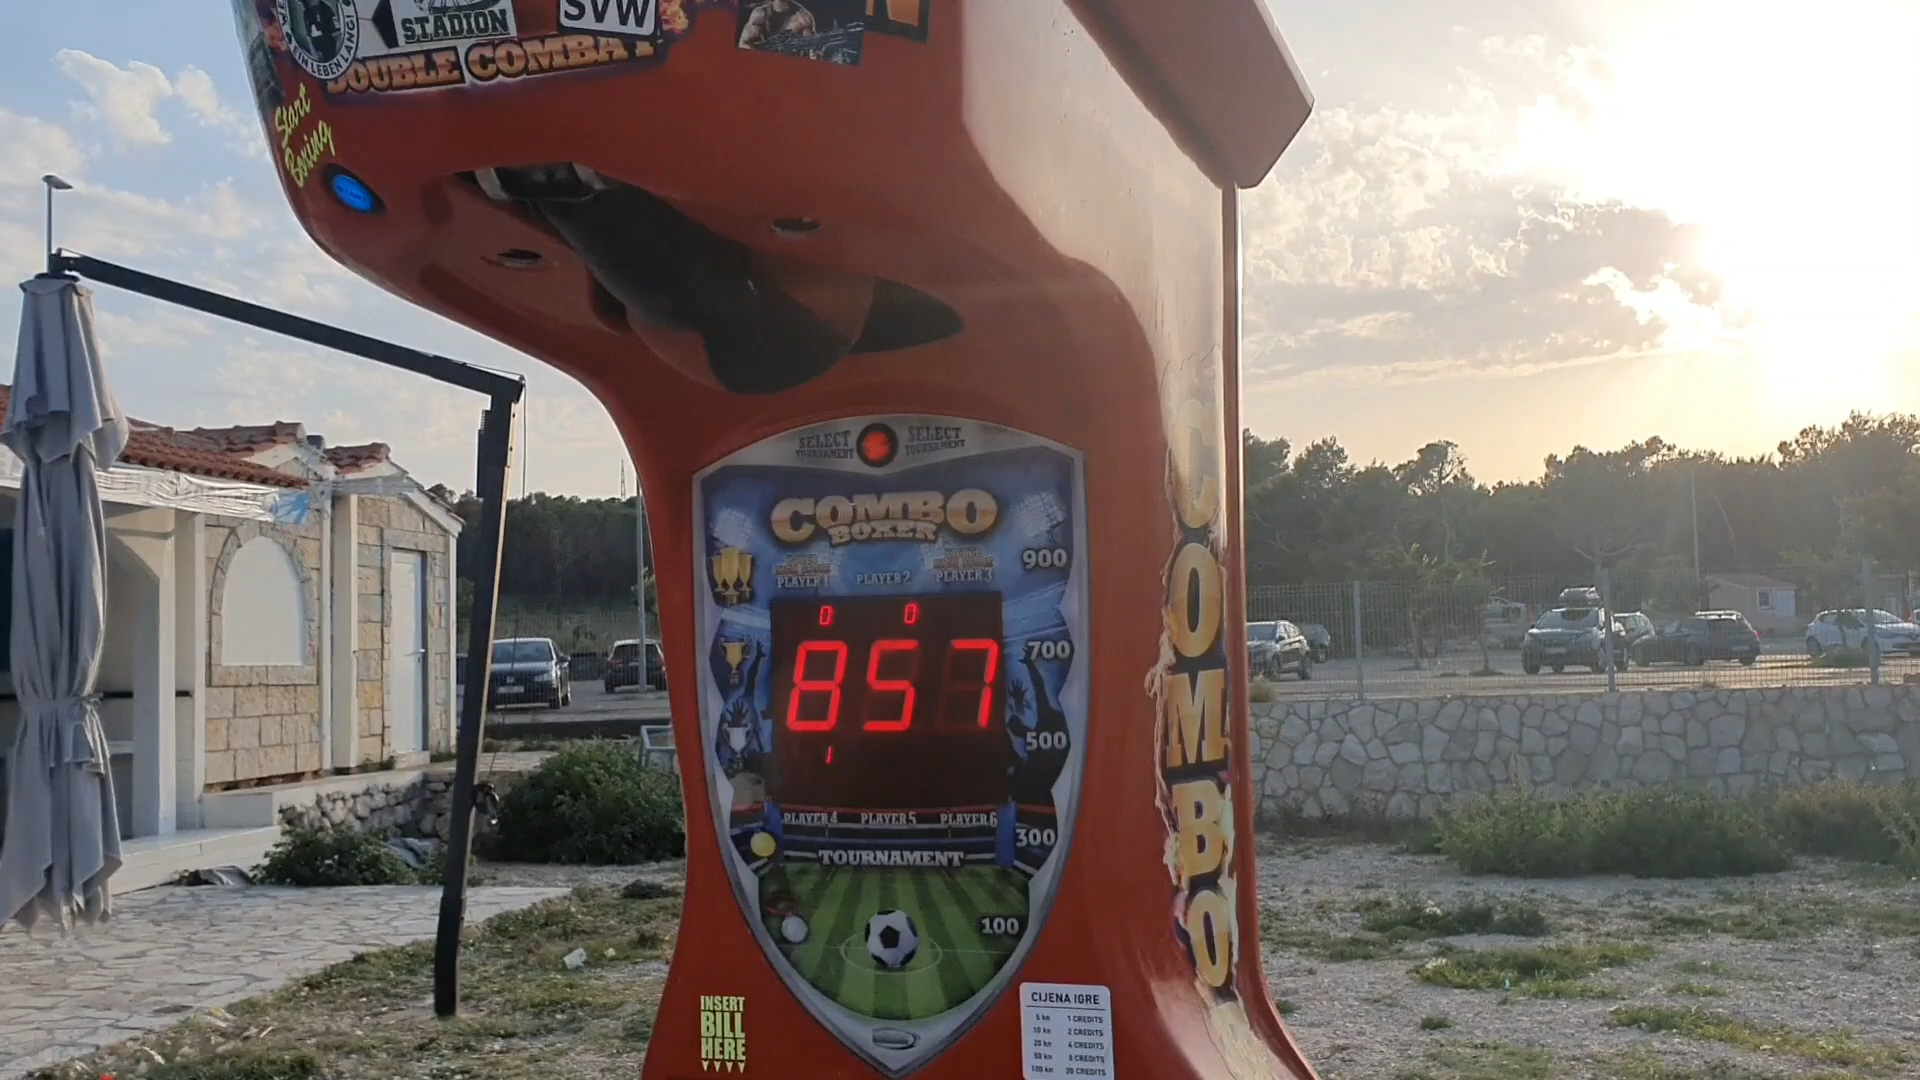 EIN LEBEN LANG!
STADION
SVW
DOUBLE COMBAT
Start
Boxing
SELECT
TOURNAMENT
SELECT
TOURNAMENT
COMBO
BOXER
PLAYER 1 PLAYER 2 PLAYER 3
900
0 0
857
700
1
500
PLAYER 4 PLAYER 5 PLAYER 6
300
TOURNAMENT
100
COMBO
INSERT
BILL
HERE
CIJENA IGRE
5 kn 1 CREDITS
10 kn 2 CREDITS
20 kn 4 CREDITS
50 kn 8 CREDITS
100 kn 20 CREDITS